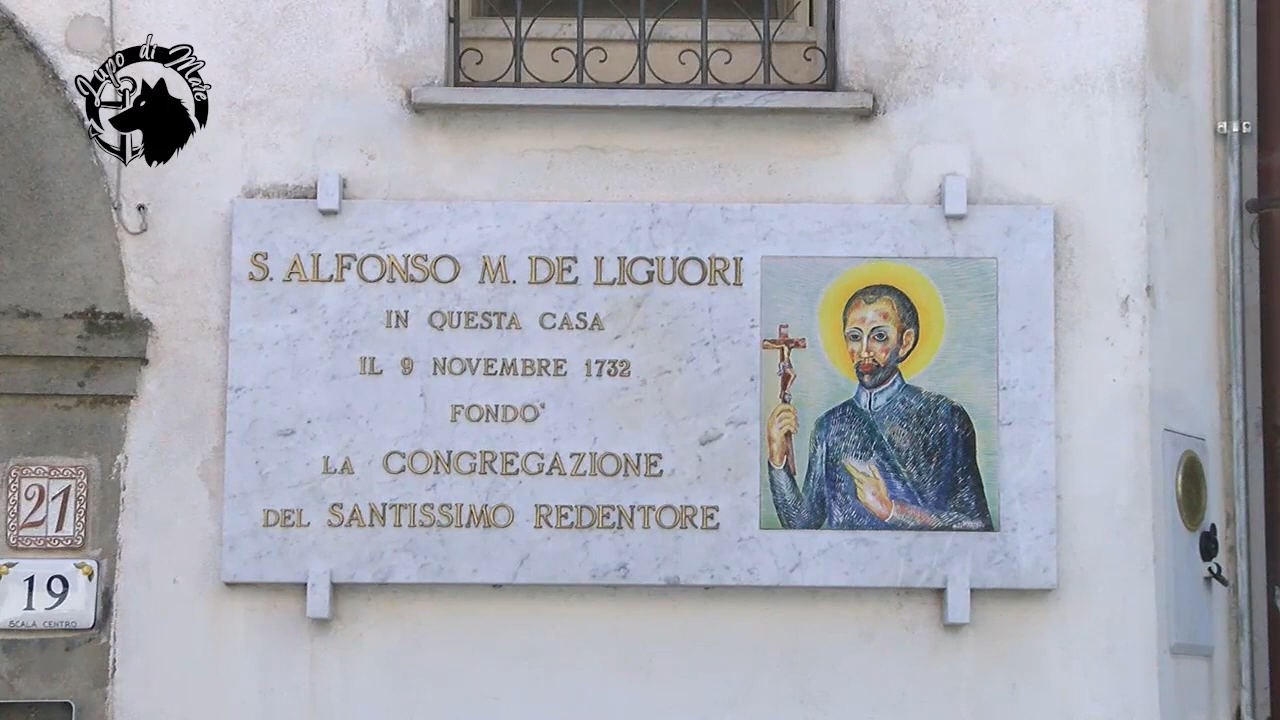 Lupo di Mare
S. ALFONSO M. DE LIGUORI
IN QUESTA CASA
IL 9 NOVEMBRE 1732
FONDO'
LA CONGREGAZIONE
DEL SANTISSIMO REDENTORE
21
19
SCALA CENTRO